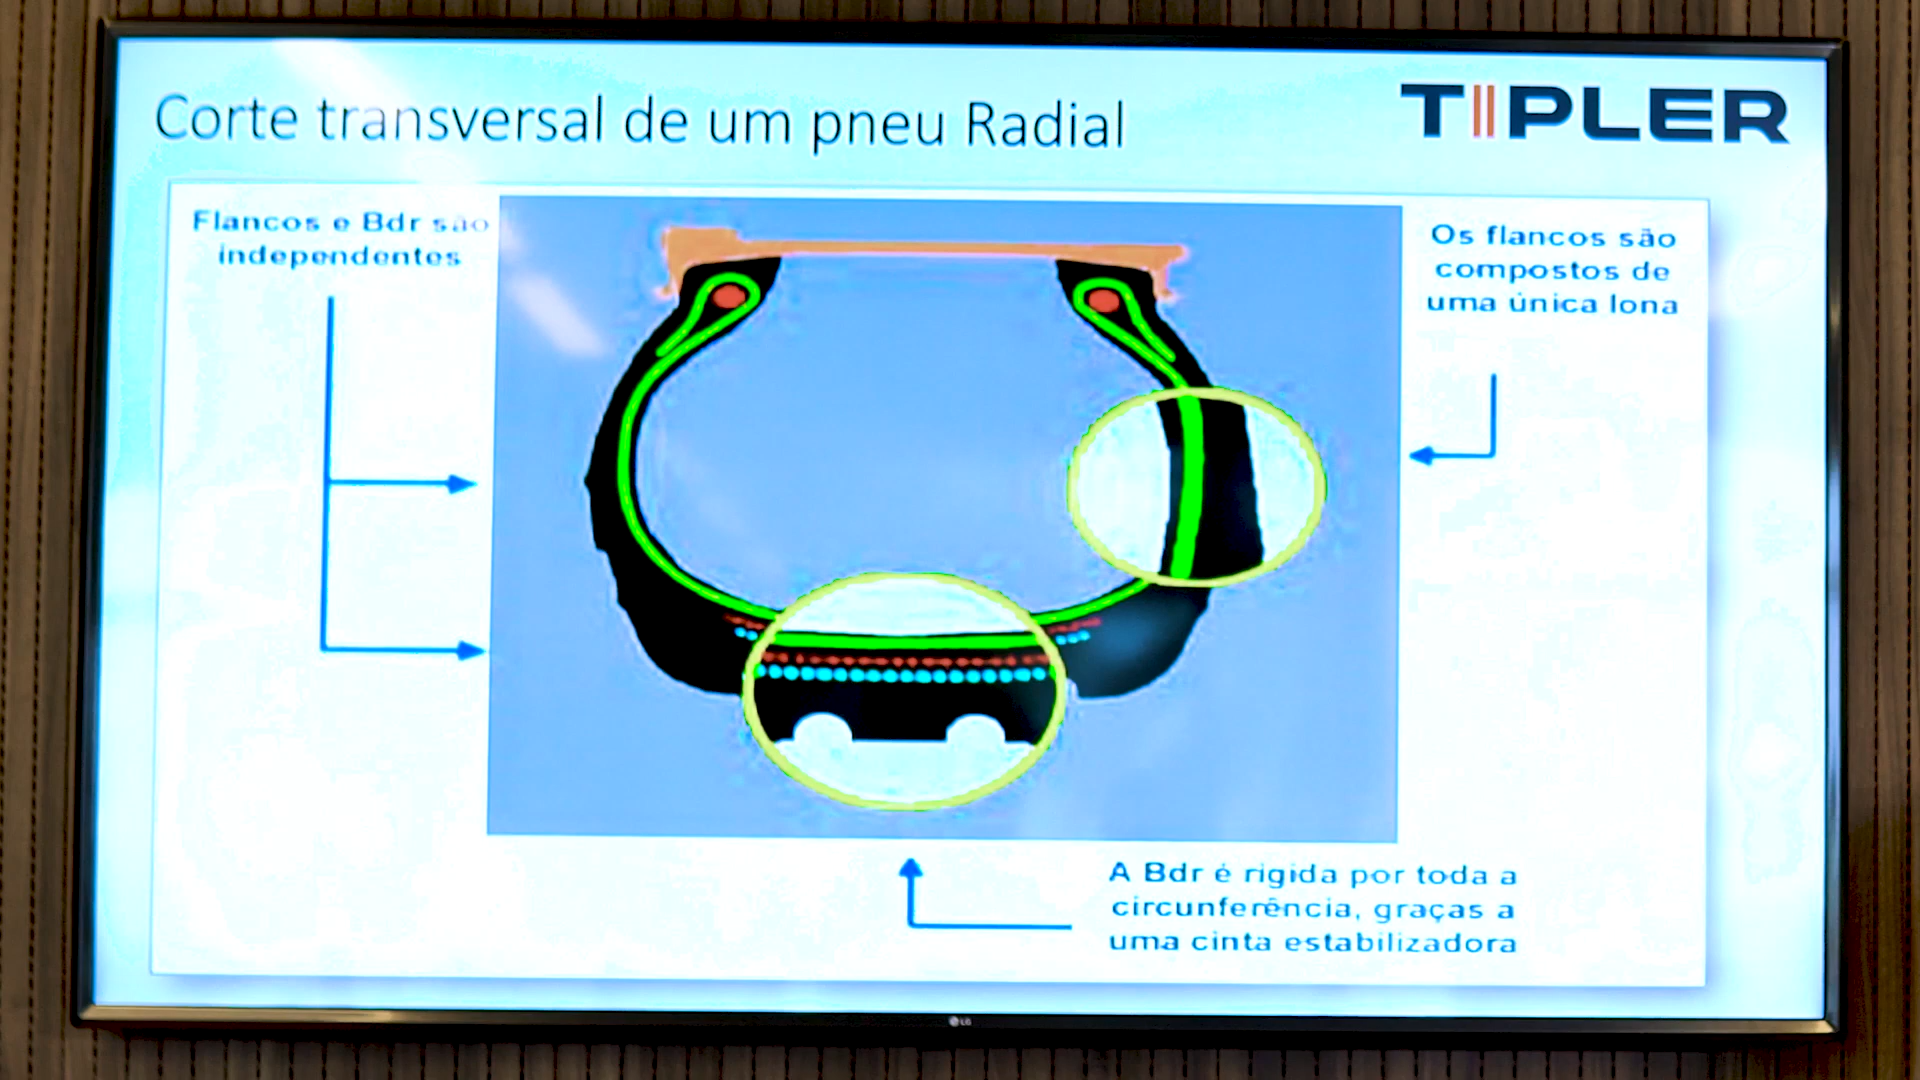 Corte transversal de um pneu Radial
TIPLER
Flancos e Bdr são
independentes
Os flancos são
compostos de
uma única lona
A Bdr é rigida por toda a
circunferência, graças a
uma cinta estabilizadora
LG